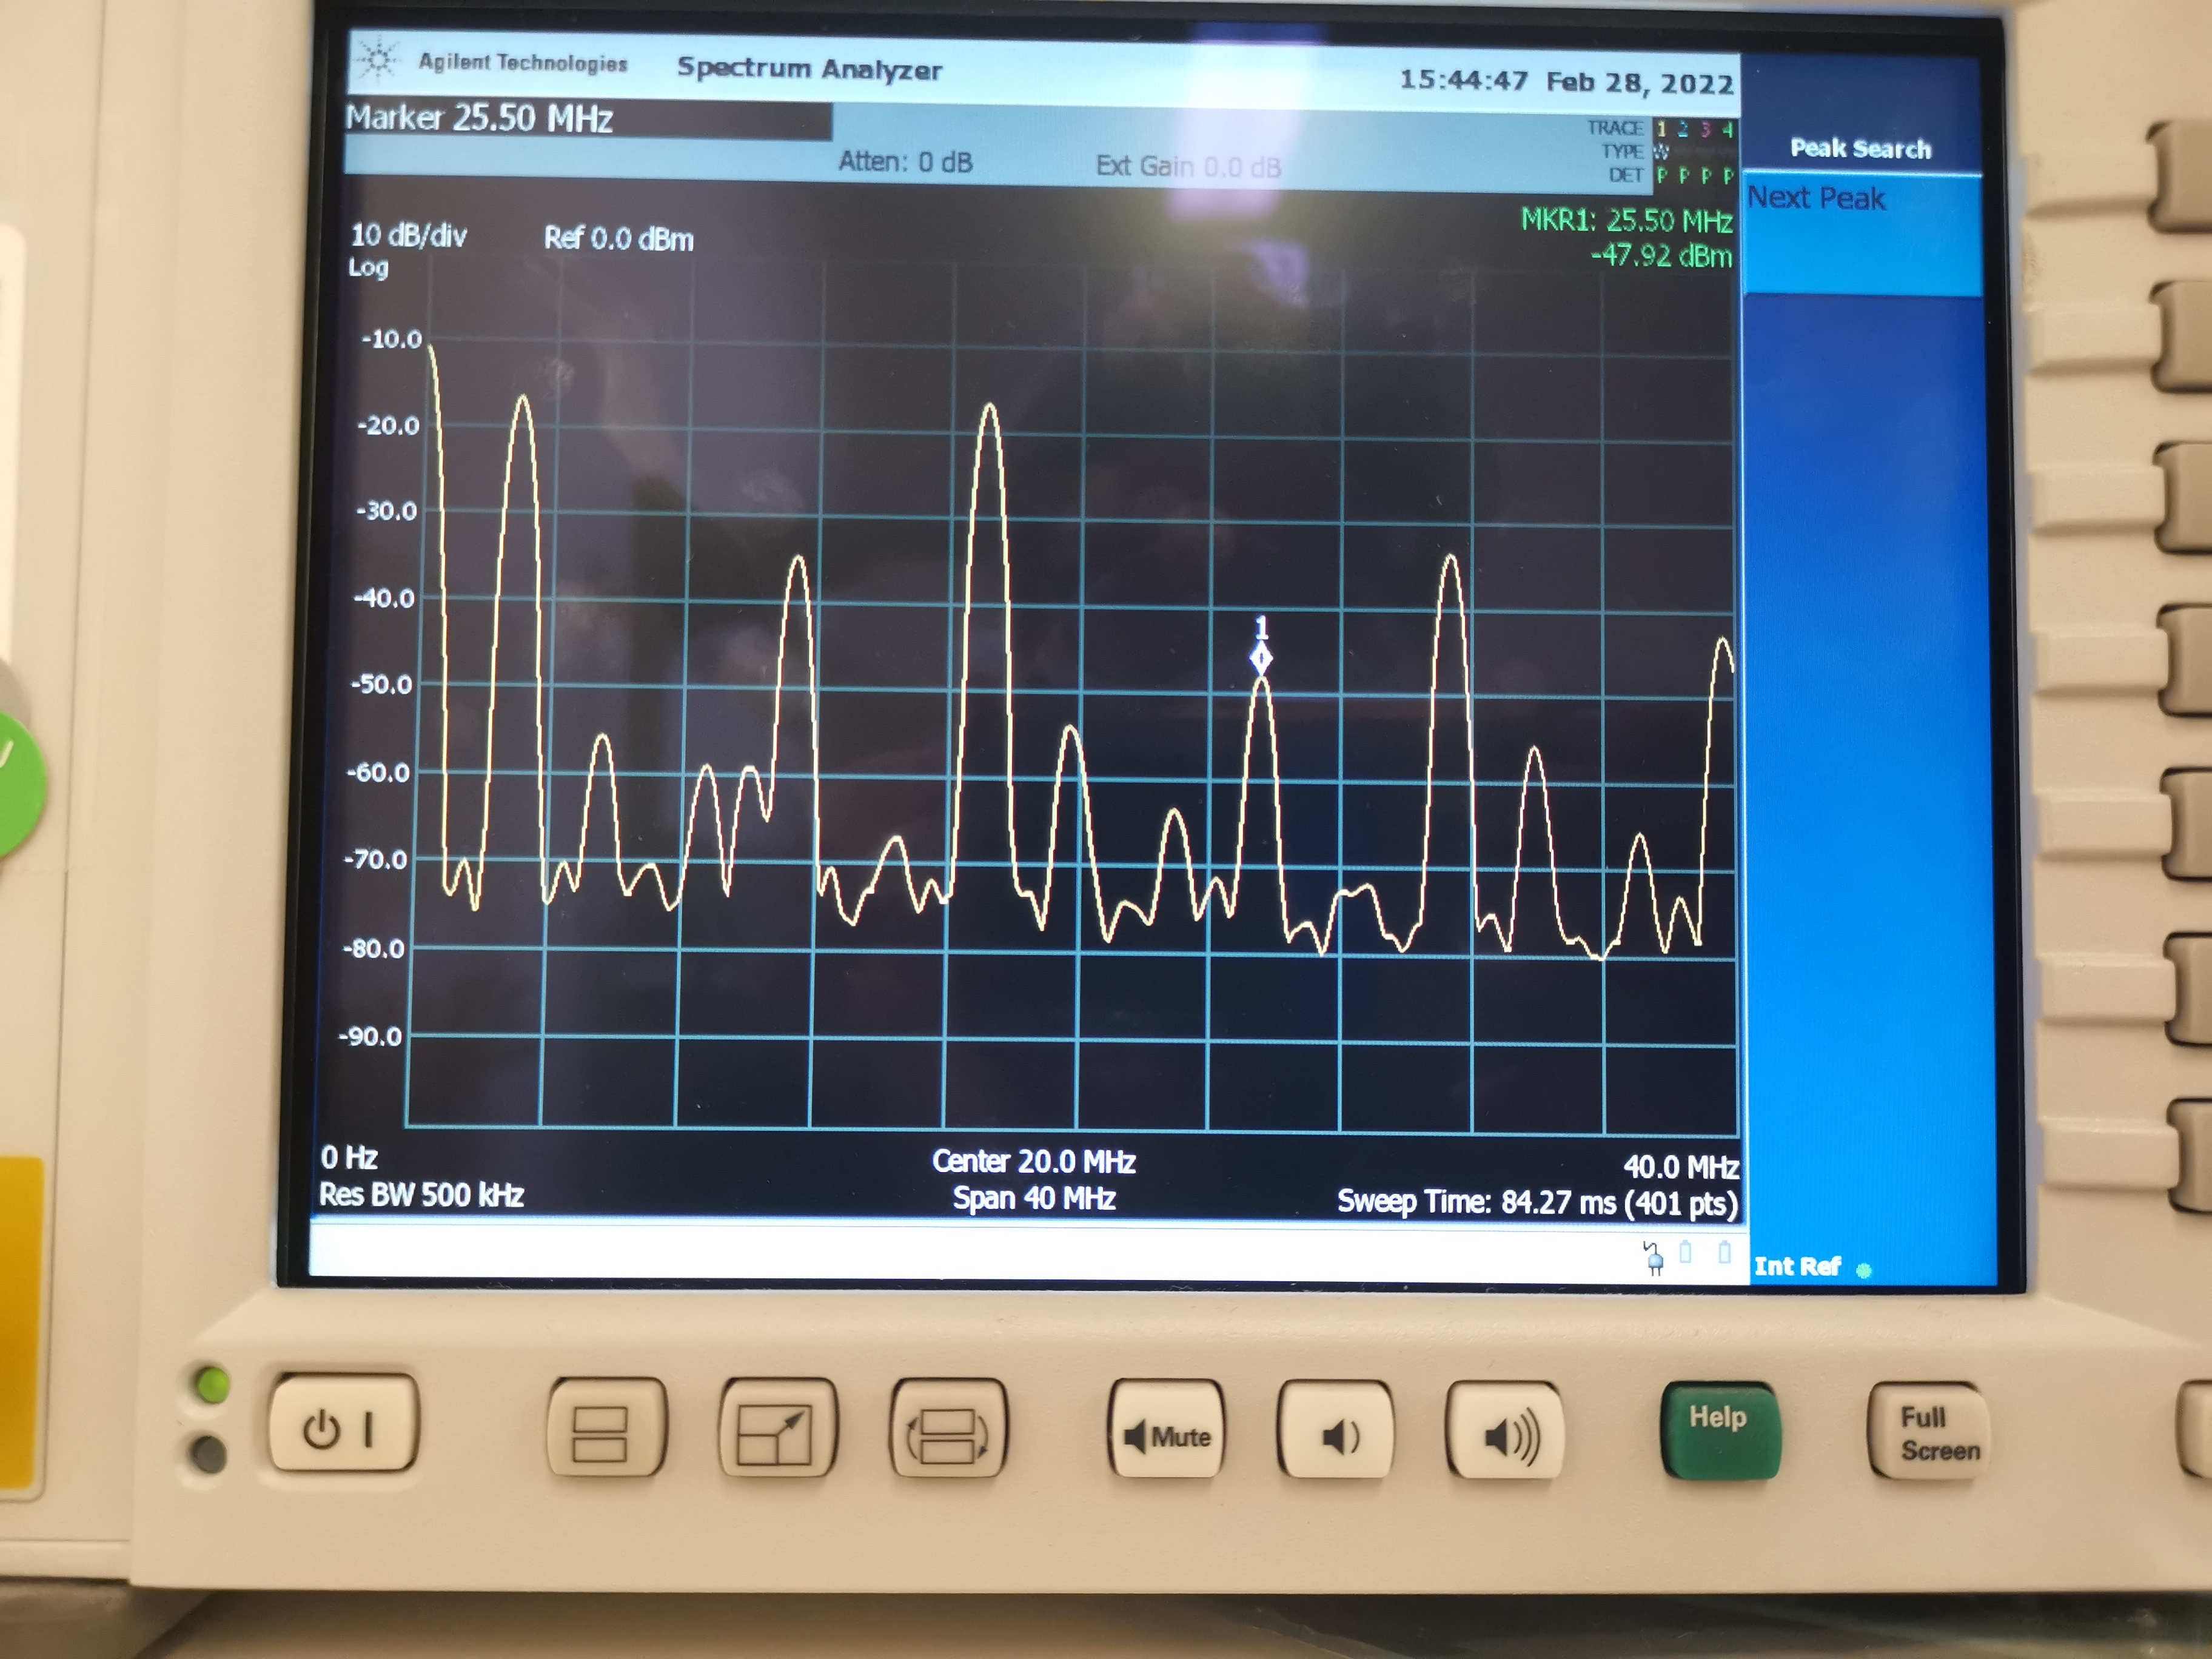 Agilent Technologies Spectrum Analyzer 15:44:47 Feb 28, 2022
Marker 25.50 MHz
TRACE 1 2 3 4
Atten: 0 dB Ext Gain 0.0 dB TYPE W
DET P P P P
Peak Search
Next Peak
10 dB/div Ref 0.0 dBm MKR1: 25.50 MHz
Log -47.92 dBm
-10.0
-20.0
-30.0
-40.0
1
-50.0
-60.0
-70.0
-80.0
-90.0
0 Hz Center 20.0 MHz 40.0 MHz
Res BW 500 kHz Span 40 MHz Sweep Time: 84.27 ms (401 pts)
Int Ref
Mute
Help
Full
Screen